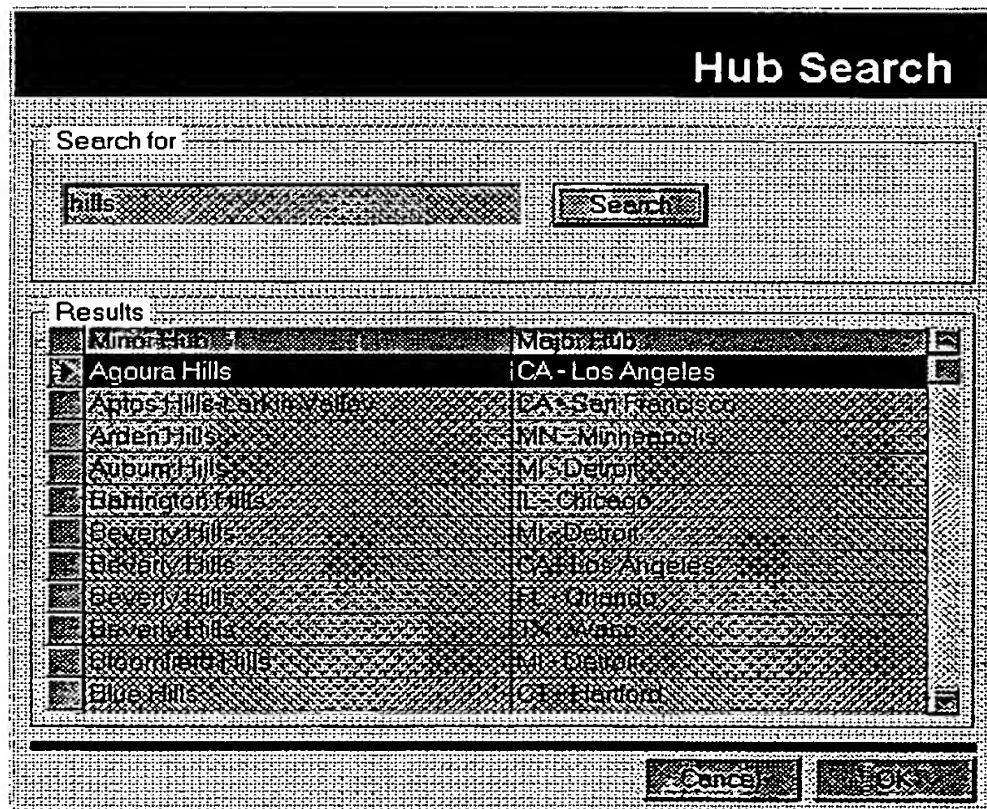 Hub Search
Search for
hills Search
Results
Minor Hub Major Hub
Agoura Hills CA - Los Angeles
Aptos Hills-Larkin Valley CA - San Francisco
Arden Hills MN - Minneapolis
Auburn Hills MI - Detroit
Barrington Hills IL - Chicago
Beverly Hills MI - Detroit
Beverly Hills CA - Los Angeles
Beverly Hills FL - Orlando
Beverly Hills TX - Waco
Bloomfield Hills MI - Detroit
Blue Hills CT - Hartford
Cancel OK